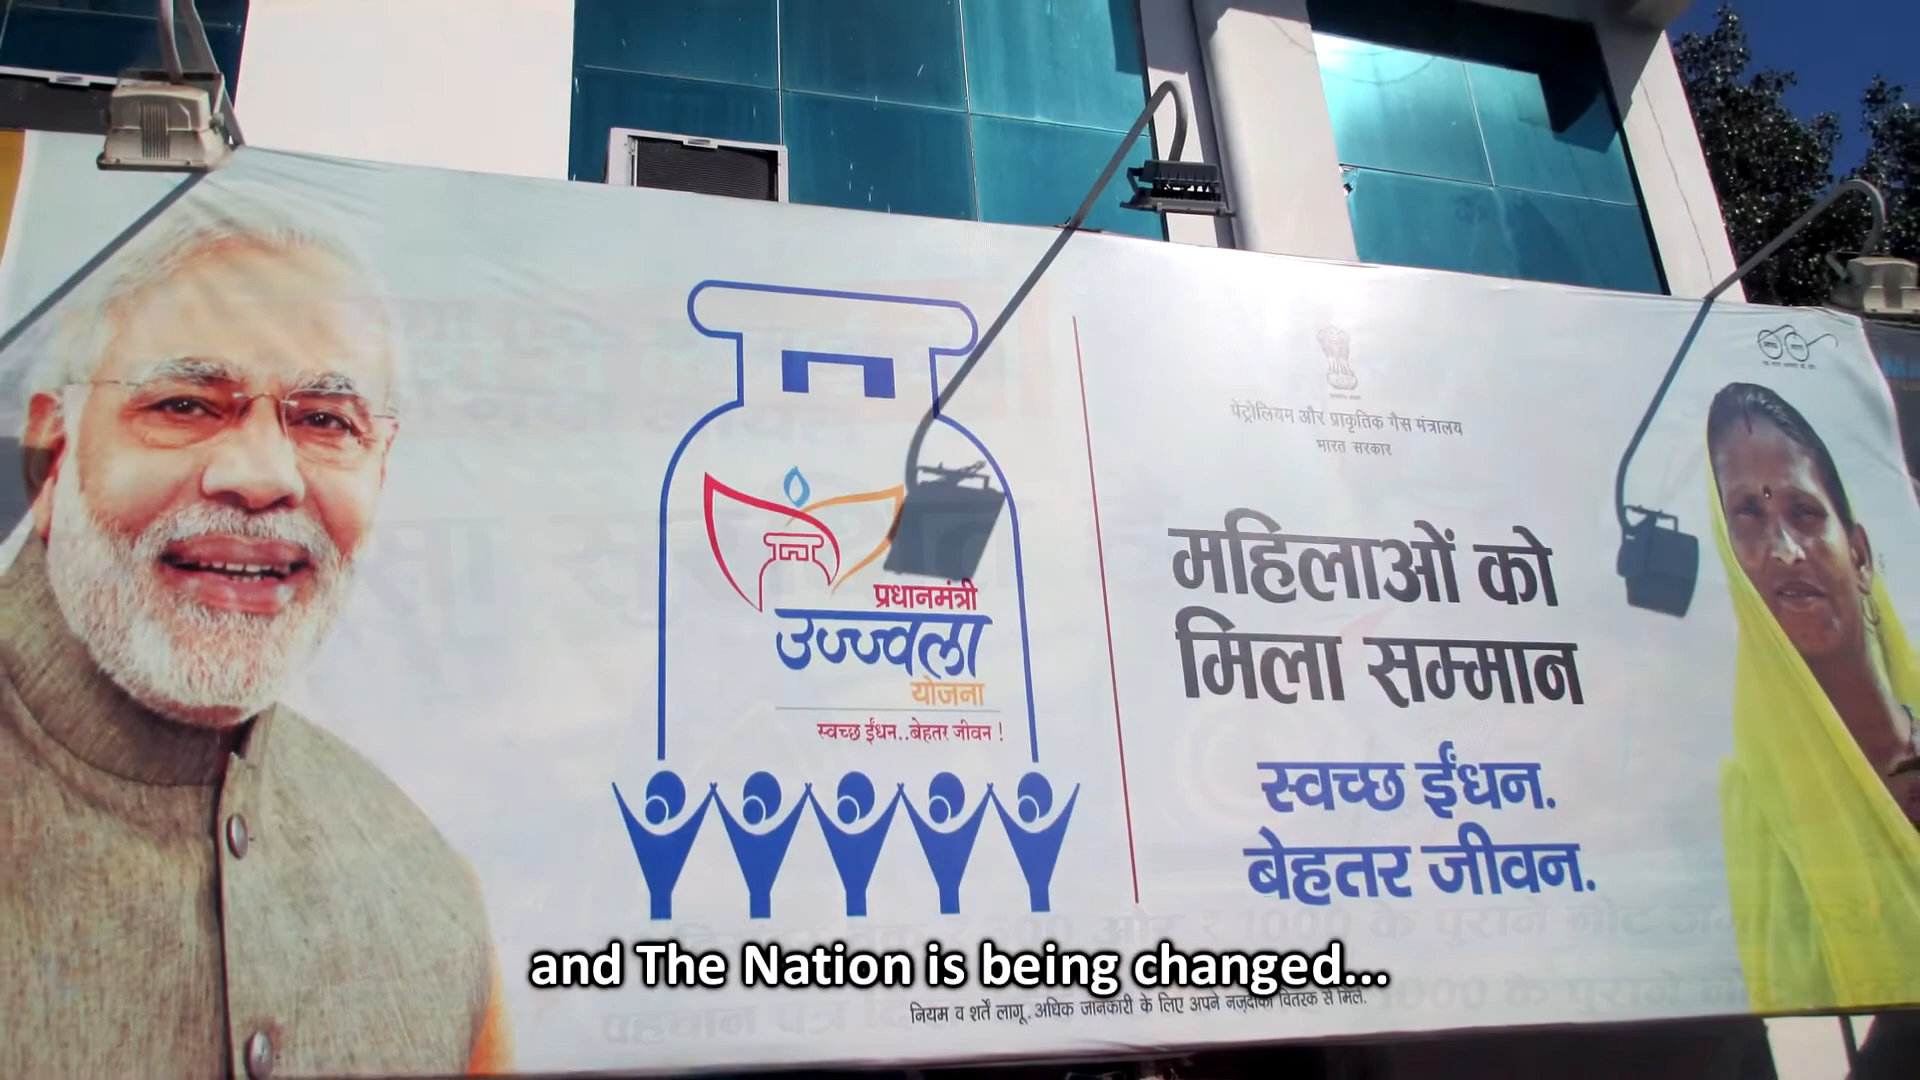 प्रधानमंत्री
उज्ज्वला
योजना
स्वच्छ ईंधन..बेहतर जीवन !
पेट्रोलियम और प्राकृतिक गैस मंत्रालय
भारत सरकार
महिलाओं को
मिला सम्मान
स्वच्छ ईंधन.
बेहतर जीवन.
and The Nation is being changed...
नियम व शर्तें लागू. अधिक जानकारी के लिए अपने नज़दीकी वितरक से मिलें.